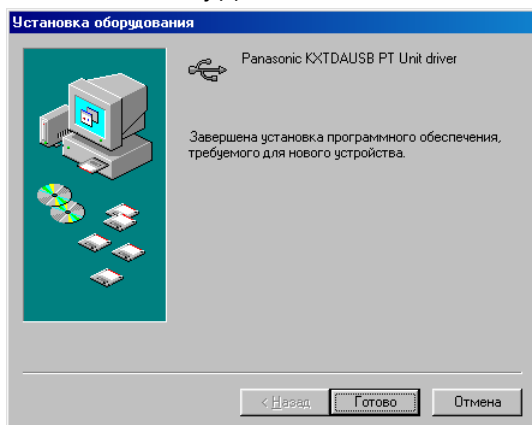 Установка оборудования
Panasonic KXTDAUSB PT Unit driver
Завершена установка программного обеспечения,
требуемого для нового устройства.
< Назад
Готово
Отмена